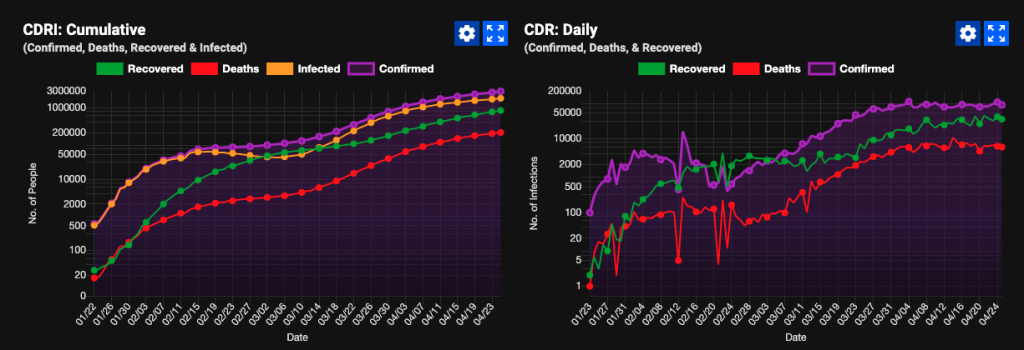 CDRI: Cumulative
(Confirmed, Deaths, Recovered & Infected)
Recovered Deaths Infected Confirmed
3000000
1000000
200000
50000
10000
2000
500
100
20
0
No. of People
01/22 01/26 01/30 02/03 02/07 02/11 02/15 02/19 02/23 02/27 03/02 03/06 03/10 03/14 03/18 03/22 03/26 03/30 04/03 04/07 04/11 04/15 04/19 04/23
Date
CDR: Daily
(Confirmed, Deaths, & Recovered)
Recovered Deaths Confirmed
200000
50000
10000
2000
500
100
20
5
1
No. of Infections
01/23 01/27 01/31 02/04 02/08 02/12 02/16 02/20 02/24 02/28 03/03 03/07 03/11 03/15 03/19 03/23 03/27 03/31 04/04 04/08 04/12 04/16 04/20 04/24
Date